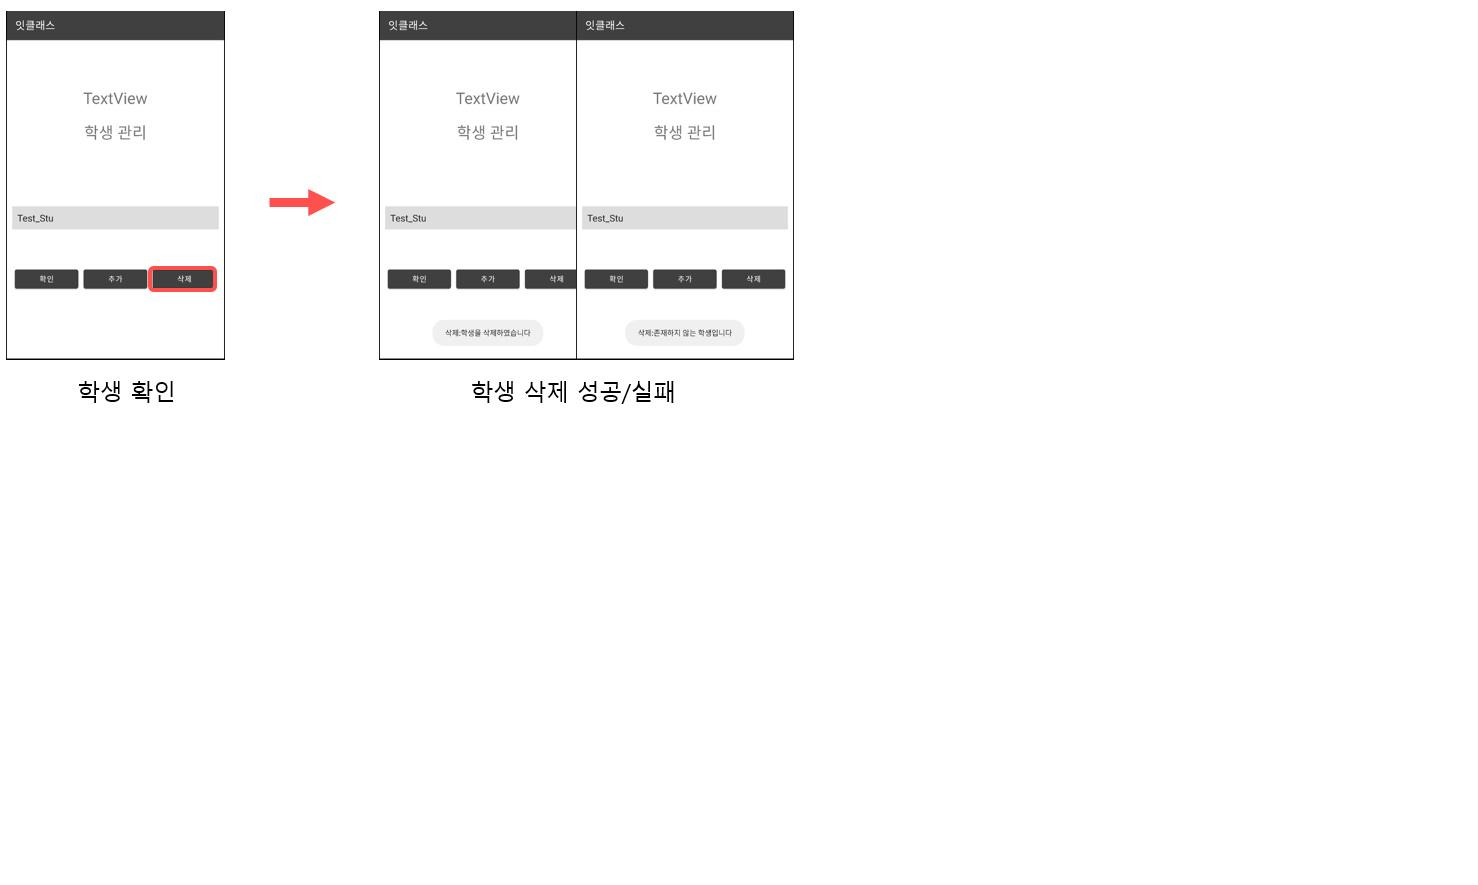 잇클래스
TextView
학생 관리
Test_Stu
확인 추가 삭제
학생 확인
잇클래스
TextView
학생 관리
Test_Stu
확인 추가 삭제
삭제:학생을 삭제하였습니다
잇클래스
TextView
학생 관리
Test_Stu
확인 추가 삭제
삭제:존재하지 않는 학생입니다
학생 삭제 성공/실패